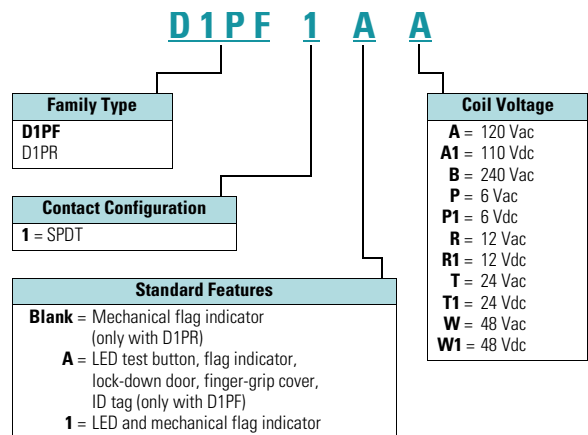 D1PF 1 A A
Family Type
D1PF
D1PR
Contact Configuration
1 = SPDT
Standard Features
Blank = Mechanical flag indicator
(only with D1PR)
A = LED test button, flag indicator,
lock-down door, finger-grip cover,
ID tag (only with D1PF)
1 = LED and mechanical flag indicator
Coil Voltage
A = 120 Vac
A1 = 110 Vdc
B = 240 Vac
P = 6 Vac
P1 = 6 Vdc
R = 12 Vac
R1 = 12 Vdc
T = 24 Vac
T1 = 24 Vdc
W = 48 Vac
W1 = 48 Vdc